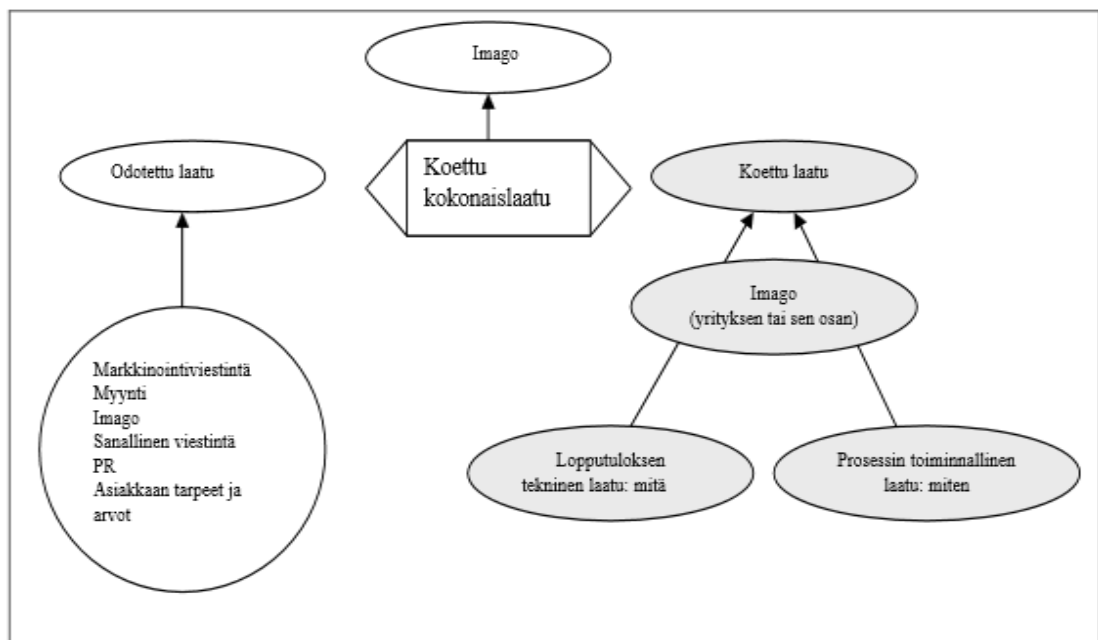 Imago
Odotettu laatu
Koettu
kokonaislaatu
Koettu laatu
Imago
(yrityksen tai sen osan)
Markkinointiviestintä
Myynti
Imago
Sanallinen viestintä
PR
Asiakkaan tarpeet ja
arvot
Lopputuloksen
tekninen laatu: mitä
Prosessin toiminnallinen
laatu: miten